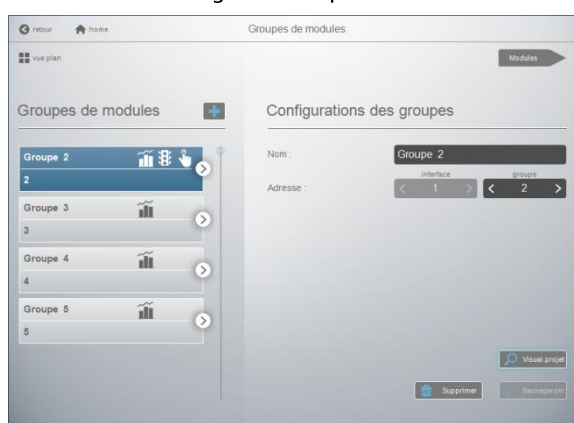 retour home Groupes de modules
vue plan Modules
Groupes de modules Configurations des groupes
Groupe 2
2
Groupe 3
3
Groupe 4
4
Groupe 5
5
Nom : Groupe 2
interface groupe
Adresse : < 1 > < 2 >
Visual.projet
Supprimer Sauvegarder